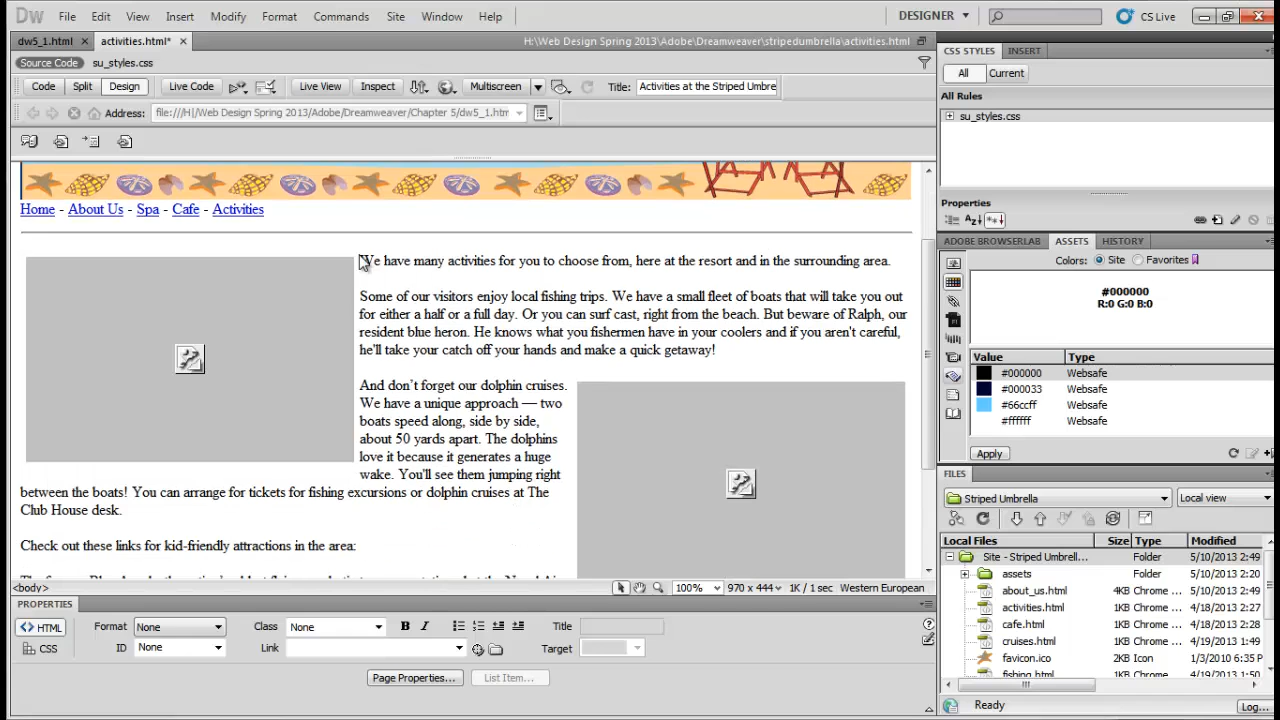 Dw File Edit View Insert Modify Format Commands Site Window Help DESIGNER CS Live
dw5_1.html activities.html*
H:\Web Design Spring 2013\Adobe\Dreamweaver\stripedumbrella\activities.html
Source Code su_styles.css
Code Split Design Live Code Live View Inspect Multiscreen Title: Activities at the Striped Umbre
Address: file:///H|/Web Design Spring 2013/Adobe/Dreamweaver/Chapter 5/dw5_1.htm
Home - About Us - Spa - Cafe - Activities
We have many activities for you to choose from, here at the resort and in the surrounding area.
Some of our visitors enjoy local fishing trips. We have a small fleet of boats that will take you out
for either a half or a full day. Or you can surf cast, right from the beach. But beware of Ralph, our
resident blue heron. He knows what you fishermen have in your coolers and if you aren't careful,
he'll take your catch off your hands and make a quick getaway!
And don't forget our dolphin cruises.
We have a unique approach — two
boats speed along, side by side,
about 50 yards apart. The dolphins
love it because it generates a huge
wake. You'll see them jumping right
between the boats! You can arrange for tickets for fishing excursions or dolphin cruises at The
Club House desk.
Check out these links for kid-friendly attractions in the area:
<body> 100% 970 x 444 1K / 1 sec Western European
PROPERTIES
<> HTML Format None Class None B I Title
CSS ID None Link Target
Page Properties... List Item...
CSS STYLES INSERT
All Current
All Rules
su_styles.css
Properties
Az
ADOBE BROWSERLAB ASSETS HISTORY
Colors: Site Favorites
#000000
R:0 G:0 B:0
Value Type
#000000 Websafe
#000033 Websafe
#66ccff Websafe
#ffffff Websafe
Apply
FILES
Striped Umbrella Local view
Local Files Size Type Modified
Site - Striped Umbrell... Folder 5/10/2013 2:49
assets Folder 5/10/2013 2:20
about_us.html 4KB Chrome ... 5/10/2013 2:49
activities.html 1KB Chrome ... 4/18/2013 2:27
cafe.html 1KB Chrome ... 4/18/2013 2:44
cruises.html 1KB Chrome ... 4/19/2013 1:49
favicon.ico 2KB Icon 1/3/2010 6:35 P
fishing.html 1KB Chrome ... 4/19/2013 1:50
Ready Log...